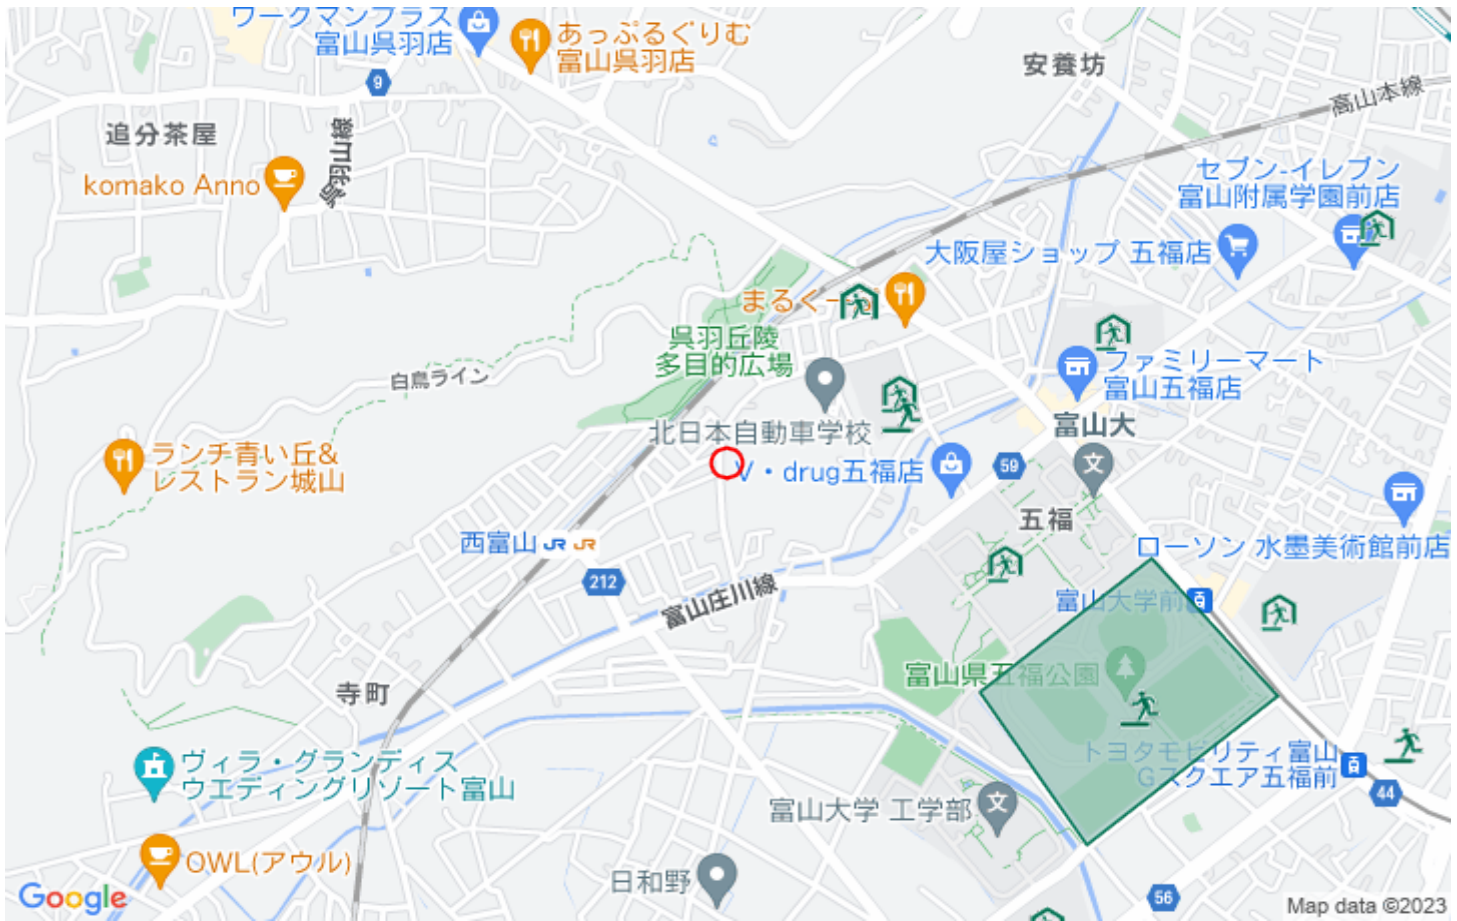 ワークマンプラス
富山呉羽店
あっぷるぐりむ
富山呉羽店
安養坊
9
高山本線
追分茶屋
komako Anno
セブン-イレブン
富山附属学園前店
大阪屋ショップ 五福店
呉羽丘陵
多目的広場
ファミリーマート
富山五福店
白鳥ライン
北日本自動車学校
富山大
ランチ青い丘&
レストラン城山
V・drug五福店
59
文
五福
西富山 JR JR
ローソン 水墨美術館前店
212
富山庄川線
富山大学前
富山県五福公園
寺町
トヨタモビリティ富山
Gスクエア五福前
ヴィラ・グランディス
ウエディングリゾート富山
44
富山大学 工学部
文
OWL(アウル)
日和野
56
Google
Map data ©2023